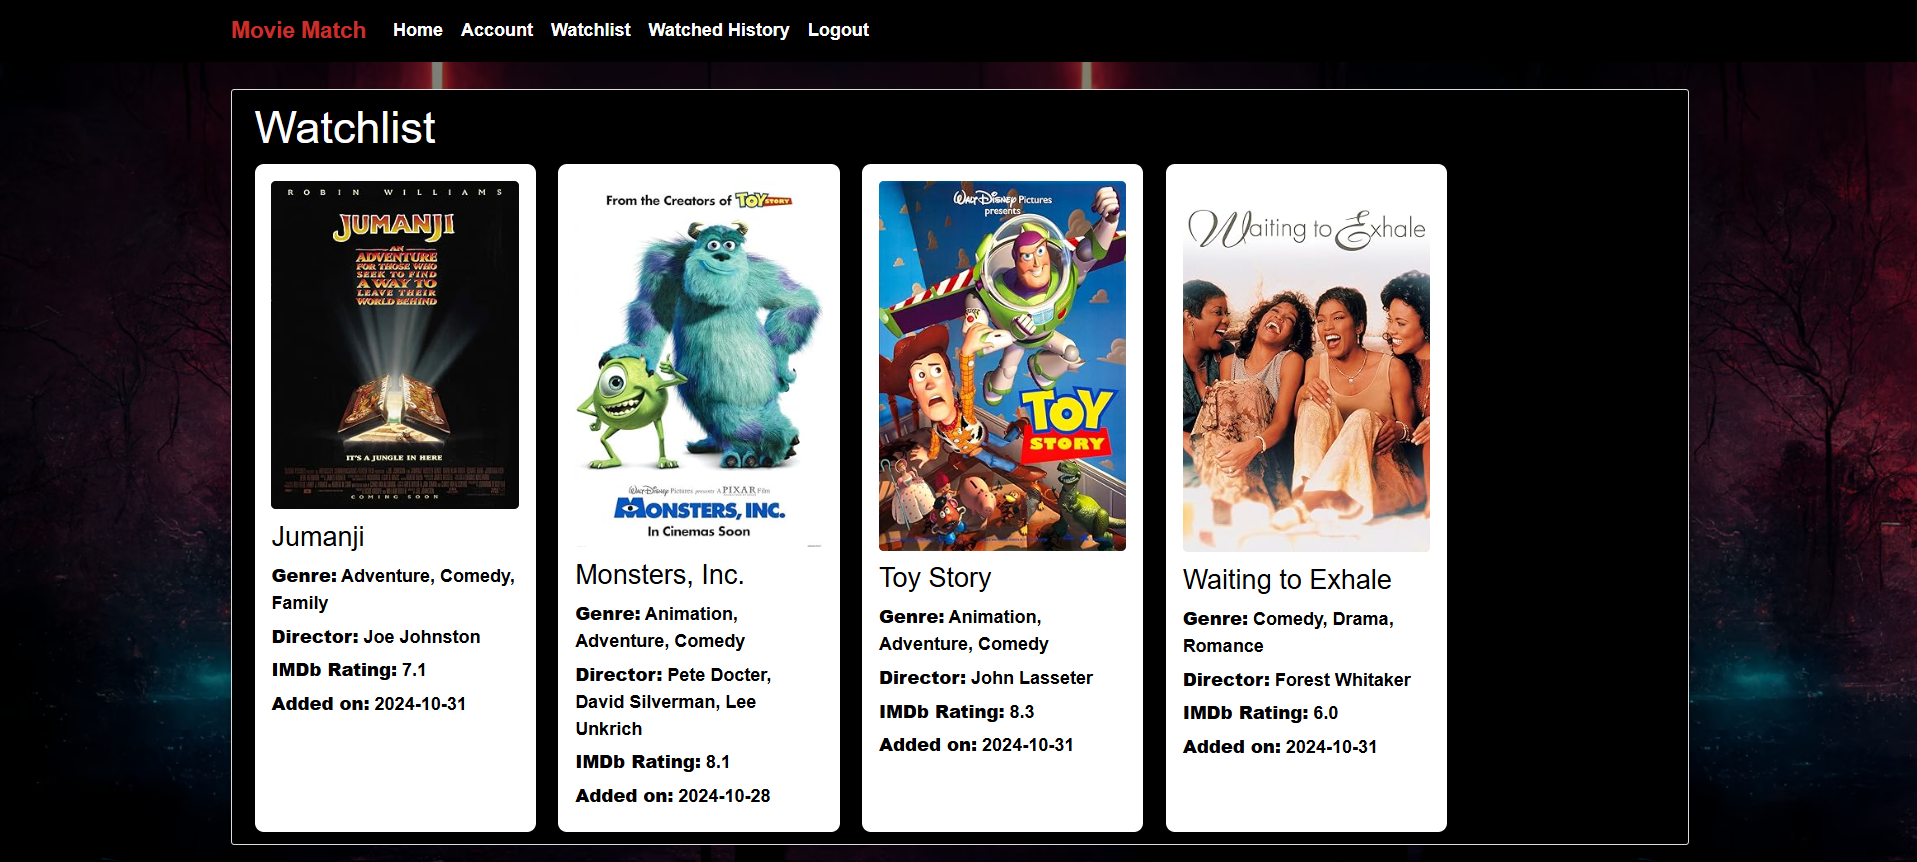 Movie Match Home Account Watchlist Watched History Logout
Watchlist
ROBIN WILLIAMS
JUMANJI
AN
ADVENTURE
FOR THOSE WHO
SEEK TO FIND
A WAY TO
LEAVE THEIR
WORLD BEHIND
IT'S A JUNGLE IN HERE
COMING SOON
Jumanji
Genre: Adventure, Comedy,
Family
Director: Joe Johnston
IMDb Rating: 7.1
Added on: 2024-10-31
From the Creators of TOY STORY
WALT DISNEY Pictures presents A PIXAR Film
MONSTERS, INC.
In Cinemas Soon
Monsters, Inc.
Genre: Animation,
Adventure, Comedy
Director: Pete Docter,
David Silverman, Lee
Unkrich
IMDb Rating: 8.1
Added on: 2024-10-28
WALT DISNEY Pictures
presents
TOY
STORY
Toy Story
Genre: Animation,
Adventure, Comedy
Director: John Lasseter
IMDb Rating: 8.3
Added on: 2024-10-31
Waiting to Exhale
Waiting to Exhale
Genre: Comedy, Drama,
Romance
Director: Forest Whitaker
IMDb Rating: 6.0
Added on: 2024-10-31